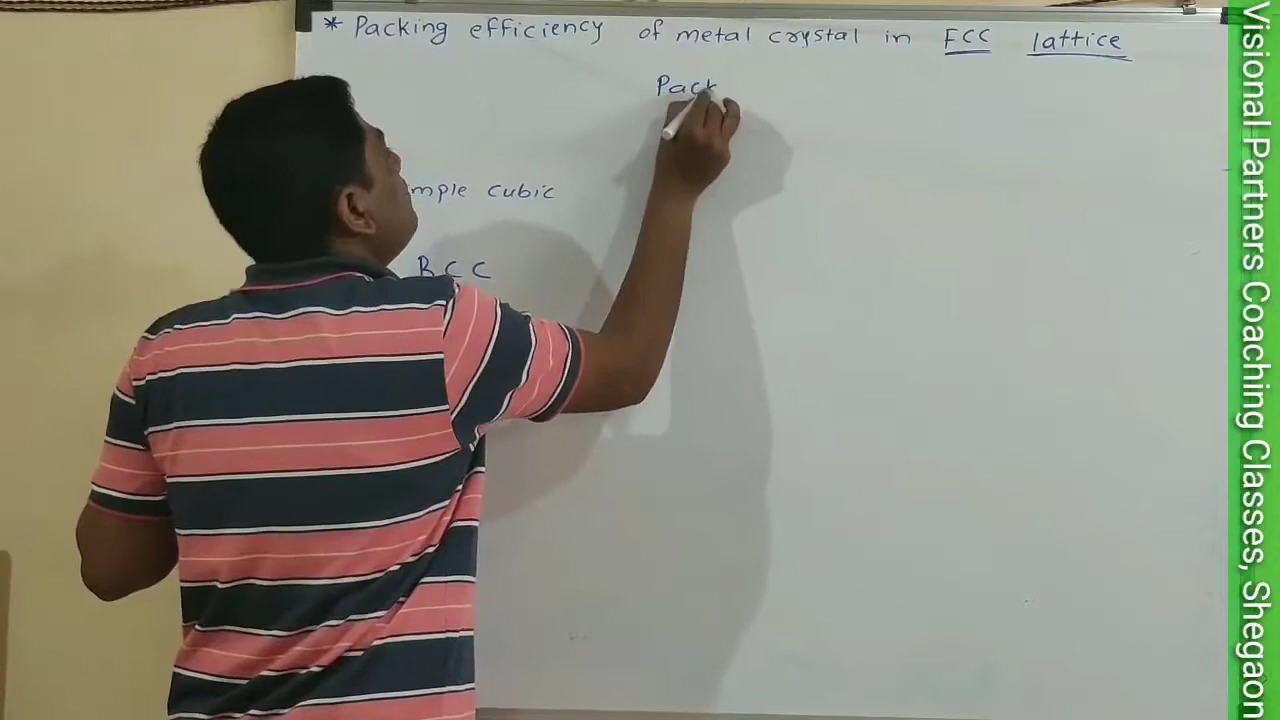 * Packing efficiency of metal crystal in FCC lattice
Pack
mple cubic
BCC
Visional Partners Coaching Classes, Shegaon